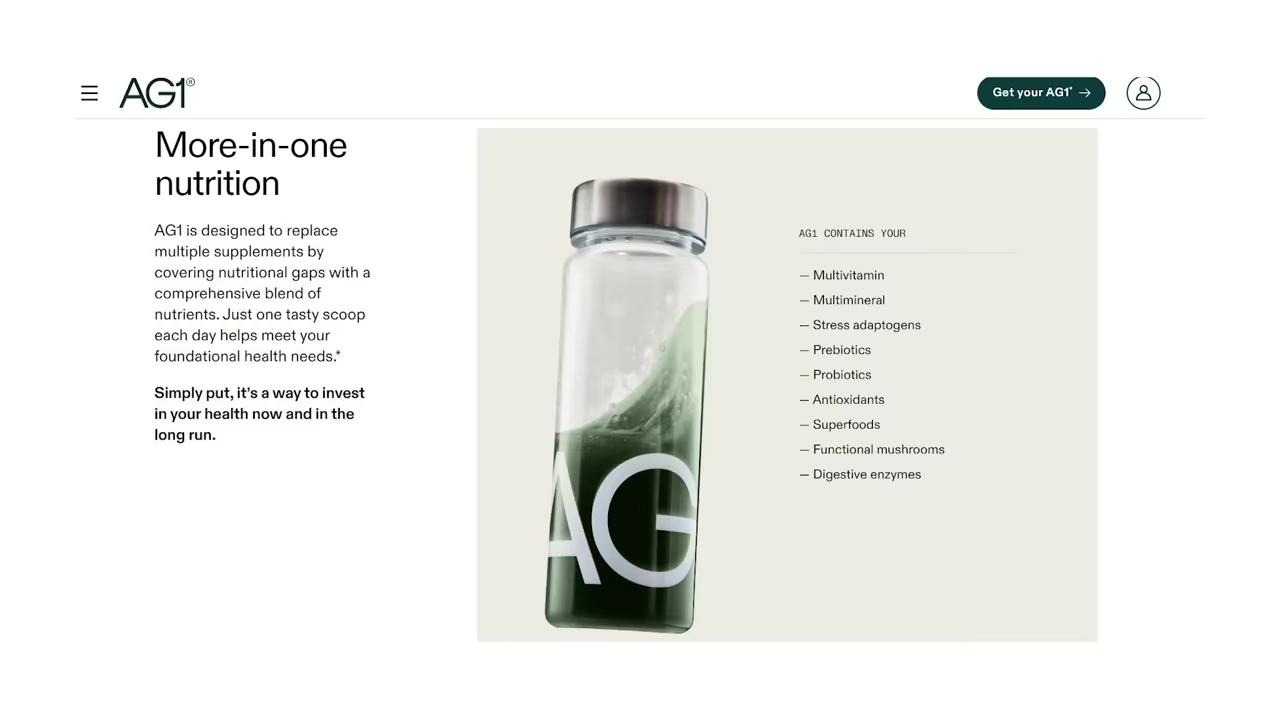 AG1®
Get your AG1* →
More-in-one
nutrition
AG1 is designed to replace
multiple supplements by
covering nutritional gaps with a
comprehensive blend of
nutrients. Just one tasty scoop
each day helps meet your
foundational health needs.*
Simply put, it's a way to invest
in your health now and in the
long run.
AG
AG1 CONTAINS YOUR
— Multivitamin
— Multimineral
— Stress adaptogens
— Prebiotics
— Probiotics
— Antioxidants
— Superfoods
— Functional mushrooms
— Digestive enzymes